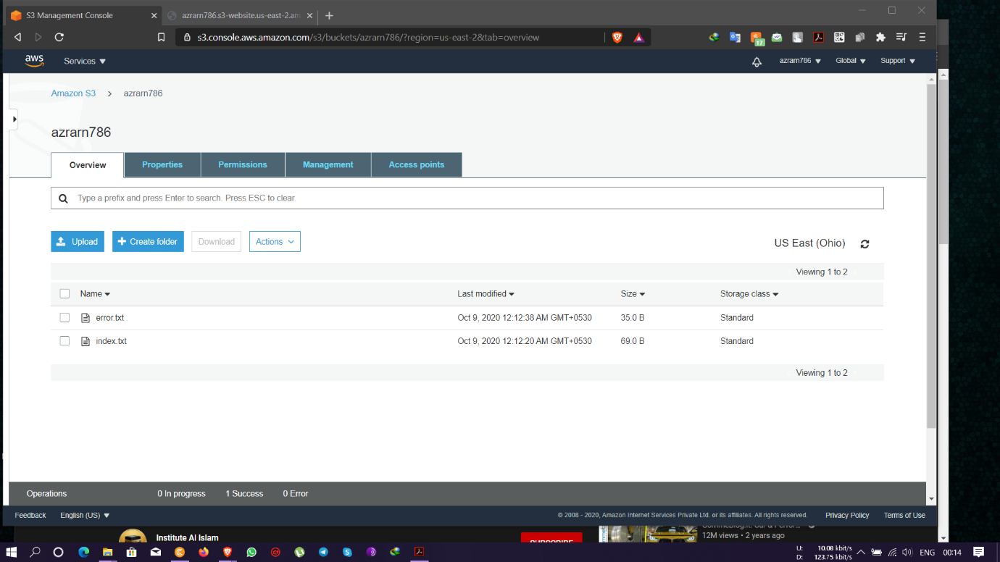 S3 Management Console
azrarn786.s3-website.us-east-2.am
s3.console.aws.amazon.com/s3/buckets/azrarn786/?region=us-east-2&tab=overview
17
aws
Services
azrarn786
Global
Support
Amazon S3 > azrarn786
azrarn786
Overview
Properties
Permissions
Management
Access points
Type a prefix and press Enter to search. Press ESC to clear.
Upload
+ Create folder
Download
Actions
US East (Ohio)
Viewing 1 to 2
Name
Last modified
Size
Storage class
error.txt
Oct 9, 2020 12:12:38 AM GMT+0530
35.0 B
Standard
index.txt
Oct 9, 2020 12:12:20 AM GMT+0530
69.0 B
Standard
Viewing 1 to 2
Operations
0 In progress
1 Success
0 Error
Feedback
English (US)
© 2008 - 2020, Amazon Internet Services Private Ltd. or its affiliates. All rights reserved.
Privacy Policy
Terms of Use
Institute Al Islam
SUBSCRIBE
12M views • 2 years ago
U: 10.08 kbit/s
D: 123.75 kbit/s
ENG
00:14